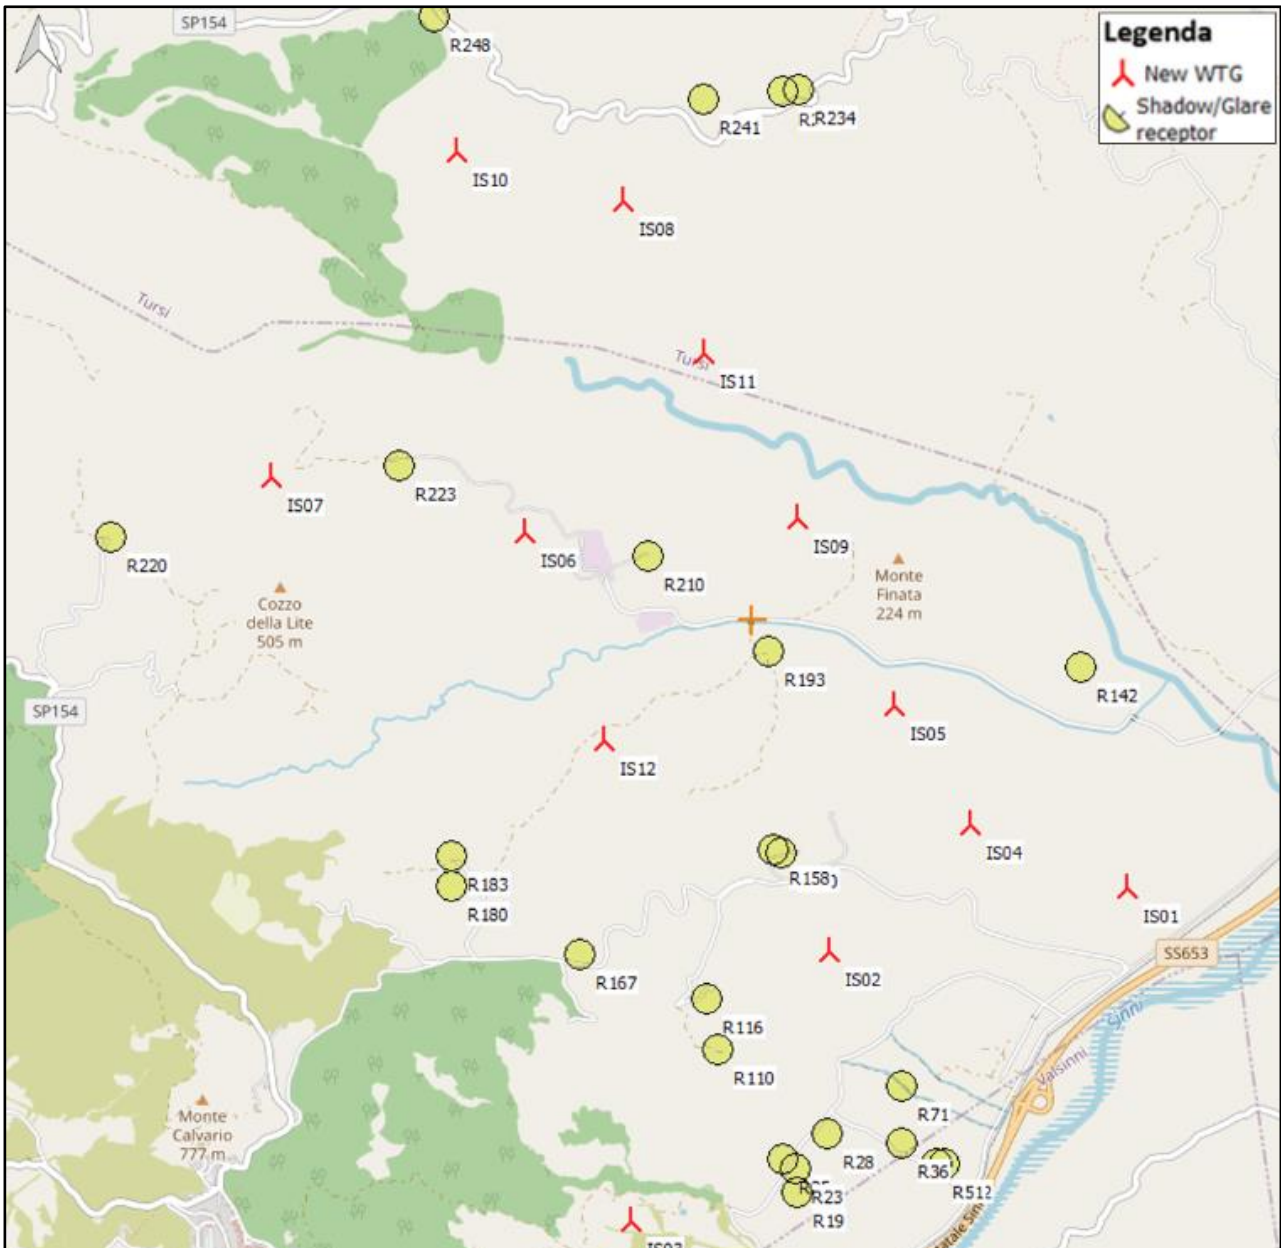 SP154
R248
Legenda
New WTG
Shadow/Glare
receptor
R241
R234
IS10
IS08
Tursi
Tursi
IS11
IS07
R223
R220
IS06
R210
IS09
Cozzo
della Lite
505 m
Monte
Finata
224 m
R193
R142
SP154
IS05
IS12
IS04
R183
R180
R158
IS01
R167
IS02
SS653
R116
Sinni
R110
Valsinni
R71
Monte
Calvario
777 m
R28
R36
R512
R23
R19